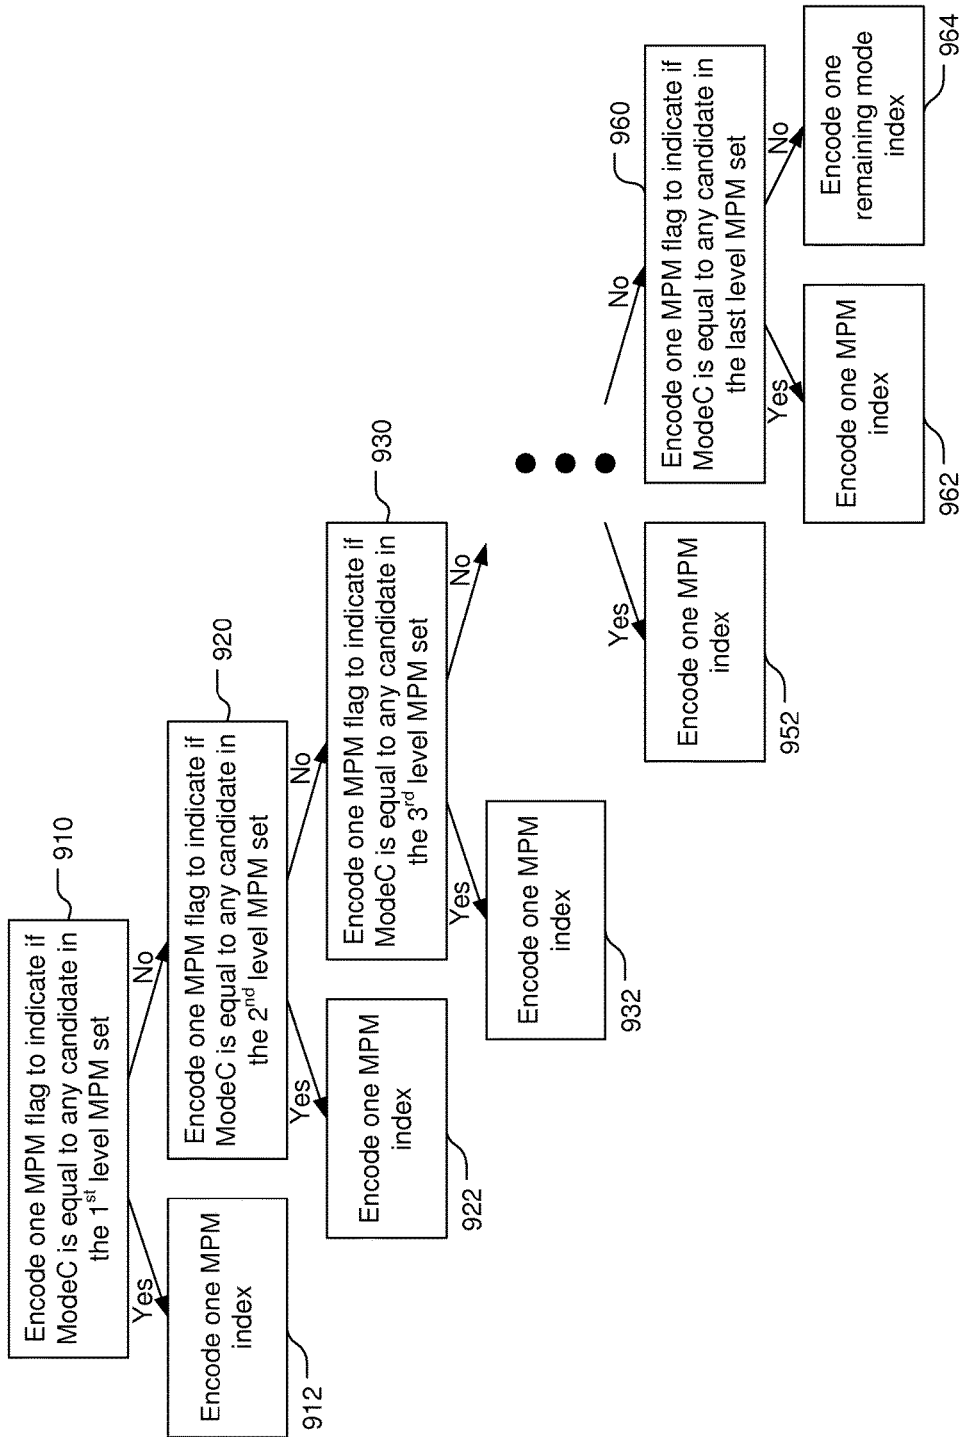 910
Encode one MPM flag to indicate if
ModeC is equal to any candidate in
the 1st level MPM set
Yes
No
Encode one MPM
index
912
920
Encode one MPM flag to indicate if
ModeC is equal to any candidate in
the 2nd level MPM set
Yes
No
Encode one MPM
index
922
930
Encode one MPM flag to indicate if
ModeC is equal to any candidate in
the 3rd level MPM set
Yes
No
Encode one MPM
index
932
Yes
No
Encode one MPM
index
952
960
Encode one MPM flag to indicate if
ModeC is equal to any candidate in
the last level MPM set
Yes
No
Encode one MPM
index
962
Encode one
remaining mode
index
964